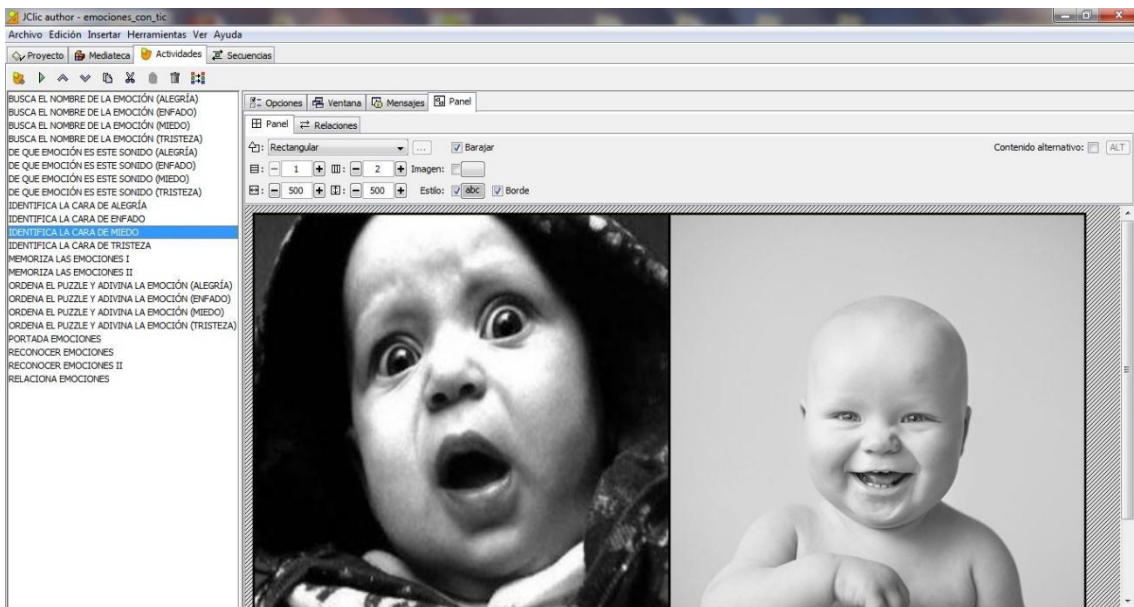 JClic author - emociones_con_tic
Archivo Edición Insertar Herramientas Ver Ayuda
Proyecto Mediateca Actividades Secuencias
BUSCA EL NOMBRE DE LA EMOCIÓN (ALEGRÍA)
BUSCA EL NOMBRE DE LA EMOCIÓN (ENFADO)
BUSCA EL NOMBRE DE LA EMOCIÓN (MIEDO)
BUSCA EL NOMBRE DE LA EMOCIÓN (TRISTEZA)
DE QUE EMOCIÓN ES ESTE SONIDO (ALEGRÍA)
DE QUE EMOCIÓN ES ESTE SONIDO (ENFADO)
DE QUE EMOCIÓN ES ESTE SONIDO (MIEDO)
DE QUE EMOCIÓN ES ESTE SONIDO (TRISTEZA)
IDENTIFICA LA CARA DE ALEGRÍA
IDENTIFICA LA CARA DE ENFADO
IDENTIFICA LA CARA DE MIEDO
IDENTIFICA LA CARA DE TRISTEZA
MEMORIZA LAS EMOCIONES I
MEMORIZA LAS EMOCIONES II
ORDENA EL PUZZLE Y ADIVINA LA EMOCIÓN (ALEGRÍA)
ORDENA EL PUZZLE Y ADIVINA LA EMOCIÓN (ENFADO)
ORDENA EL PUZZLE Y ADIVINA LA EMOCIÓN (MIEDO)
ORDENA EL PUZZLE Y ADIVINA LA EMOCIÓN (TRISTEZA)
PORTADA EMOCIONES
RECONOCER EMOCIONES
RECONOCER EMOCIONES II
RELACIONA EMOCIONES
Opciones Ventana Mensajes Panel
Panel Relaciones
Rectangular ... Barajar Contenido alternativo: ALT
1 2 Imagen:
500 500 Estilo: abc Borde